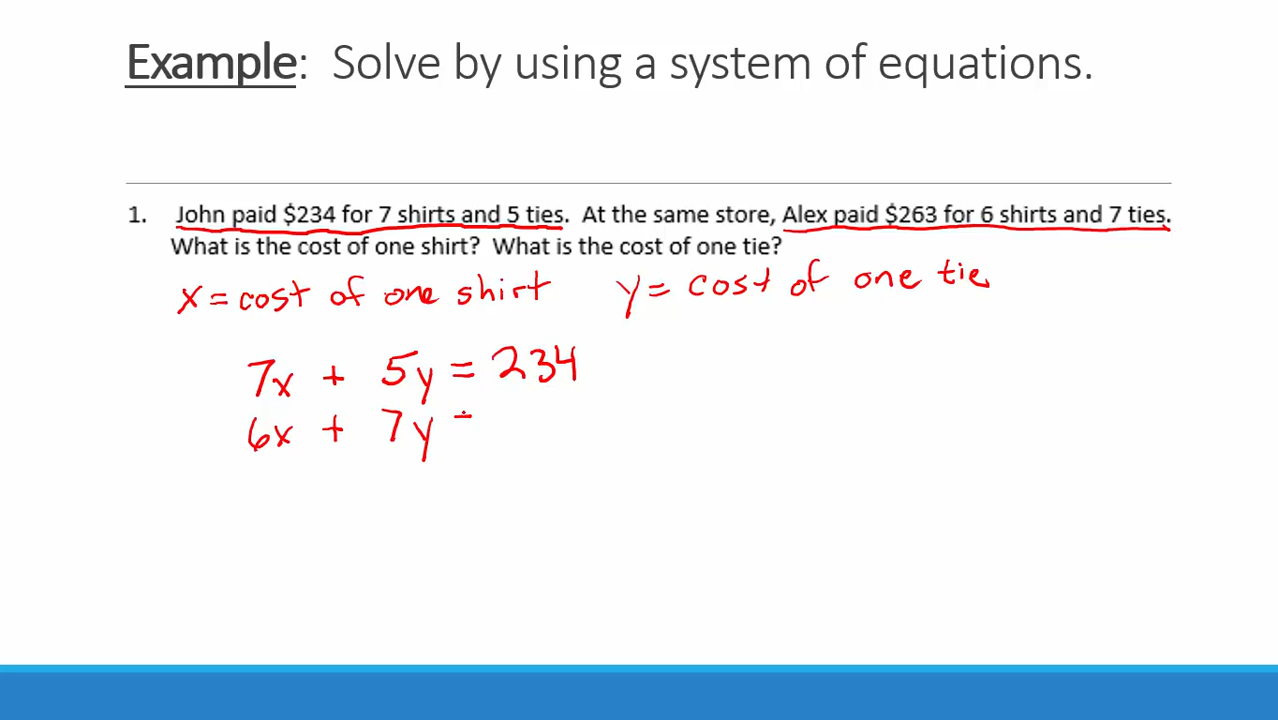 Example: Solve by using a system of equations.
1. John paid $234 for 7 shirts and 5 ties. At the same store, Alex paid $263 for 6 shirts and 7 ties.
What is the cost of one shirt? What is the cost of one tie?
x = cost of one shirt y = cost of one tie
7x + 5y = 234
6x + 7y =